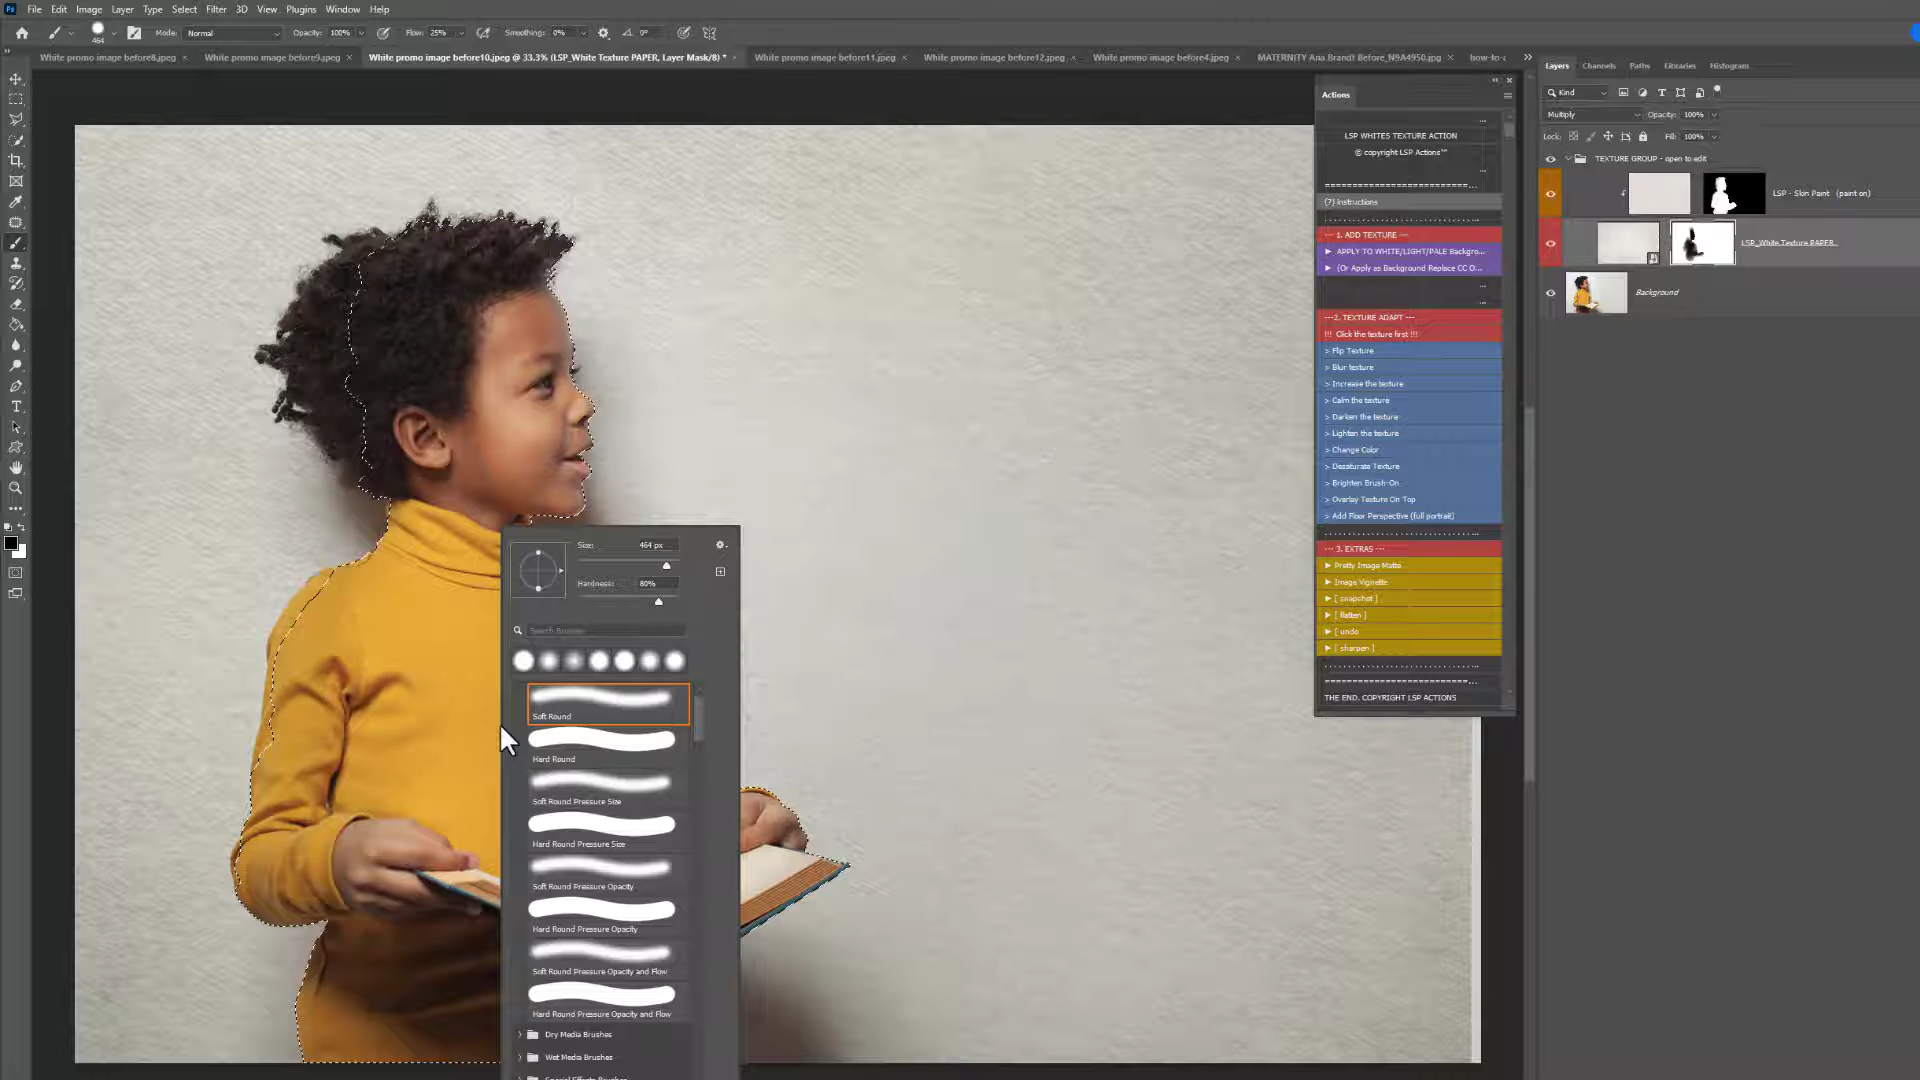 File Edit Image Layer Type Select Filter 3D View Plugins Window Help
464 Mode: Normal Opacity: 100% Flow: 25% Smoothing: 0% 0°
White promo image before8.jpeg × White promo image before9.jpeg × White promo image before10.jpeg @ 33.3% (LSP_White Texture PAPER, Layer Mask/8) * × White promo image before11.jpeg × White promo image before12.jpeg × White promo image before4.jpeg × MATERNITY Ana Brandt Before_N9A4950.jpg × how-to-a
Actions
...
LSP WHITES TEXTURE ACTION
© copyright LSP Actions™
...
==========================...
(?) Instructions
--- 1. ADD TEXTURE ---
APPLY TO WHITE/LIGHT/PALE Backgro...
(Or Apply as Background Replace CC O...
...
...
---2. TEXTURE ADAPT ---
!!! Click the texture first !!!
> Flip Texture
> Blur texture
> Increase the texture
> Calm the texture
> Darken the texture
> Lighten the texture
> Change Color
> Desaturate Texture
> Brighten Brush-On
> Overlay Texture On Top
> Add Floor Perspective (full portrait)
--- 3. EXTRAS ---
Pretty Image Matte
Image Vignette
[ snapshot ]
[ flatten ]
[ undo
[ sharpen ]
==========================...
THE END. COPYRIGHT LSP ACTIONS
Layers Channels Paths Libraries Histogram
Kind
Multiply Opacity: 100%
Lock: Fill: 100%
TEXTURE GROUP - open to edit
LSP - Skin Paint (paint on)
LSP_White Texture PAPER
Background
Size: 464 px
Hardness: 80%
Search Brushes
Soft Round
Hard Round
Soft Round Pressure Size
Hard Round Pressure Size
Soft Round Pressure Opacity
Hard Round Pressure Opacity
Soft Round Pressure Opacity and Flow
Hard Round Pressure Opacity and Flow
Dry Media Brushes
Wet Media Brushes
Special Effects Brushes